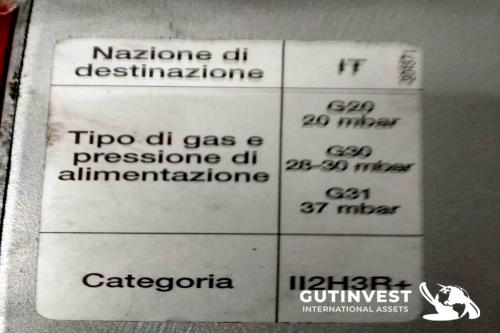 Nazione di
destinazione
IT
Tipo di gas e
pressione di
alimentazione
G20
20 mbar
G30
28-30 mbar
G31
37 mbar
Categoria
II2H3R+
GUTINVEST
INTERNATIONAL ASSETS